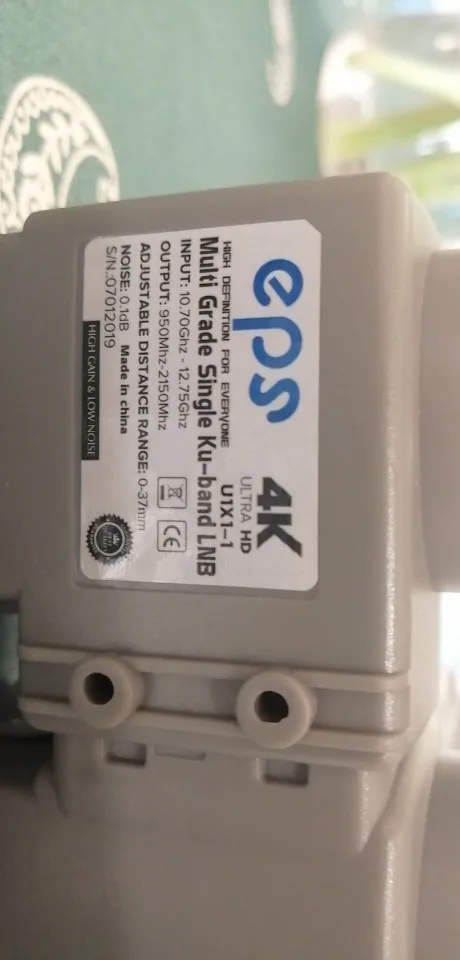 eps
4K
ULTRA HD
U1X1-1
HIGH DEFINITION FOR EVERYONE
Multi Grade Single Ku-band LNB
INPUT: 10.70Ghz - 12.75Ghz
OUTPUT: 950Mhz-2150Mhz
ADJUSTABLE DISTANCE RANGE: 0-37mm
NOISE: 0.1dB Made in china
S/N.:07012019
CE
HIGH GAIN & LOW NOISE